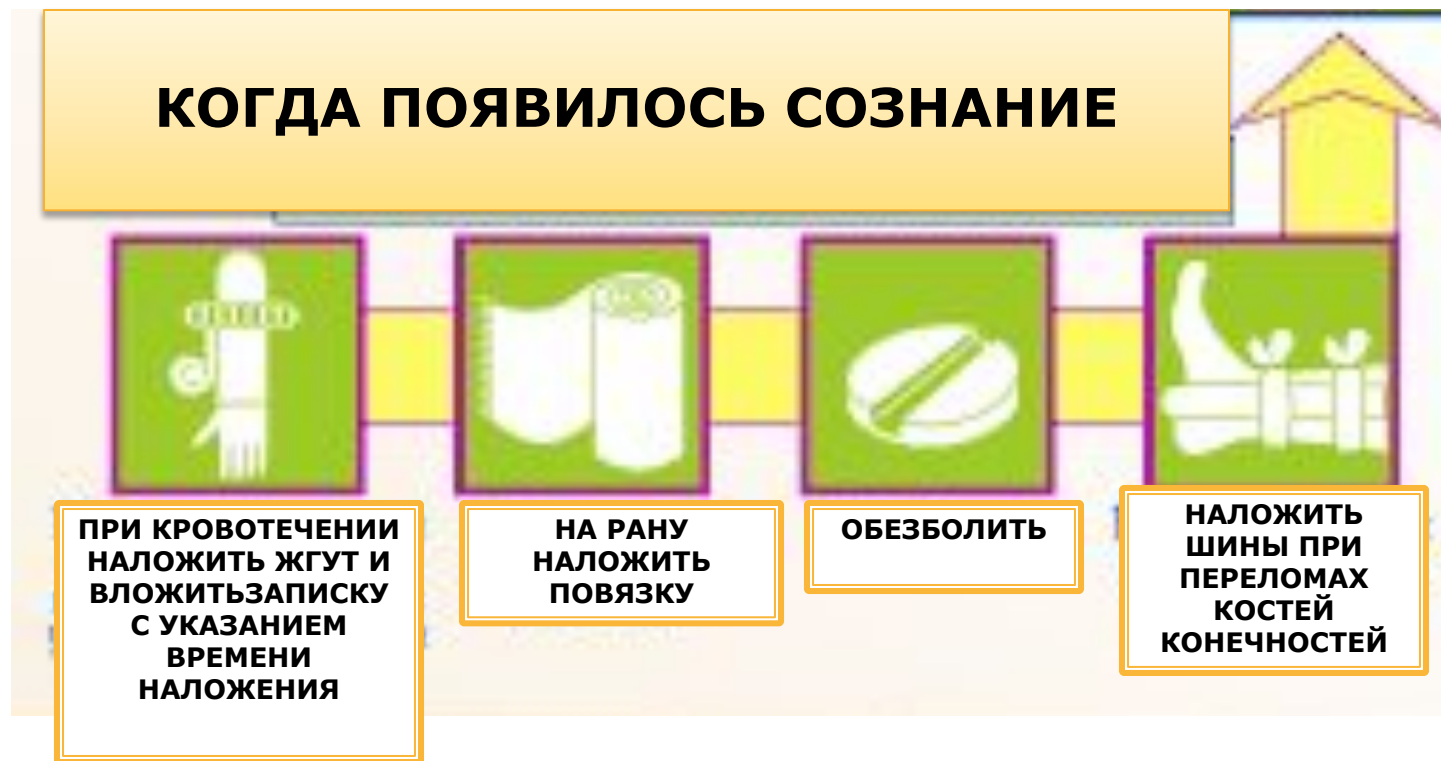 КОГДА ПОЯВИЛОСЬ СОЗНАНИЕ
ПРИ КРОВОТЕЧЕНИИ
НАЛОЖИТЬ ЖГУТ И
ВЛОЖИТЬЗАПИСКУ
С УКАЗАНИЕМ
ВРЕМЕНИ
НАЛОЖЕНИЯ
НА РАНУ
НАЛОЖИТЬ
ПОВЯЗКУ
ОБЕЗБОЛИТЬ
НАЛОЖИТЬ
ШИНЫ ПРИ
ПЕРЕЛОМАХ
КОСТЕЙ
КОНЕЧНОСТЕЙ